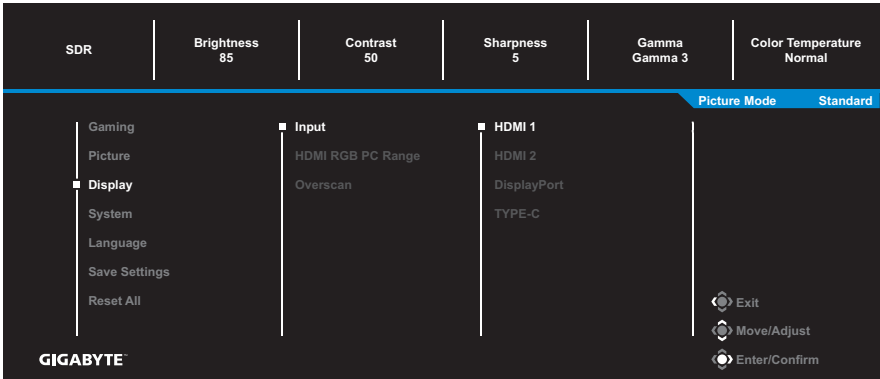 SDR
Brightness
85
Contrast
50
Sharpness
5
Gamma
Gamma 3
Color Temperature
Normal
Picture Mode Standard
Gaming
Picture
Display
System
Language
Save Settings
Reset All
Input
HDMI RGB PC Range
Overscan
HDMI 1
HDMI 2
DisplayPort
TYPE-C
Exit
Move/Adjust
Enter/Confirm
GIGABYTE™